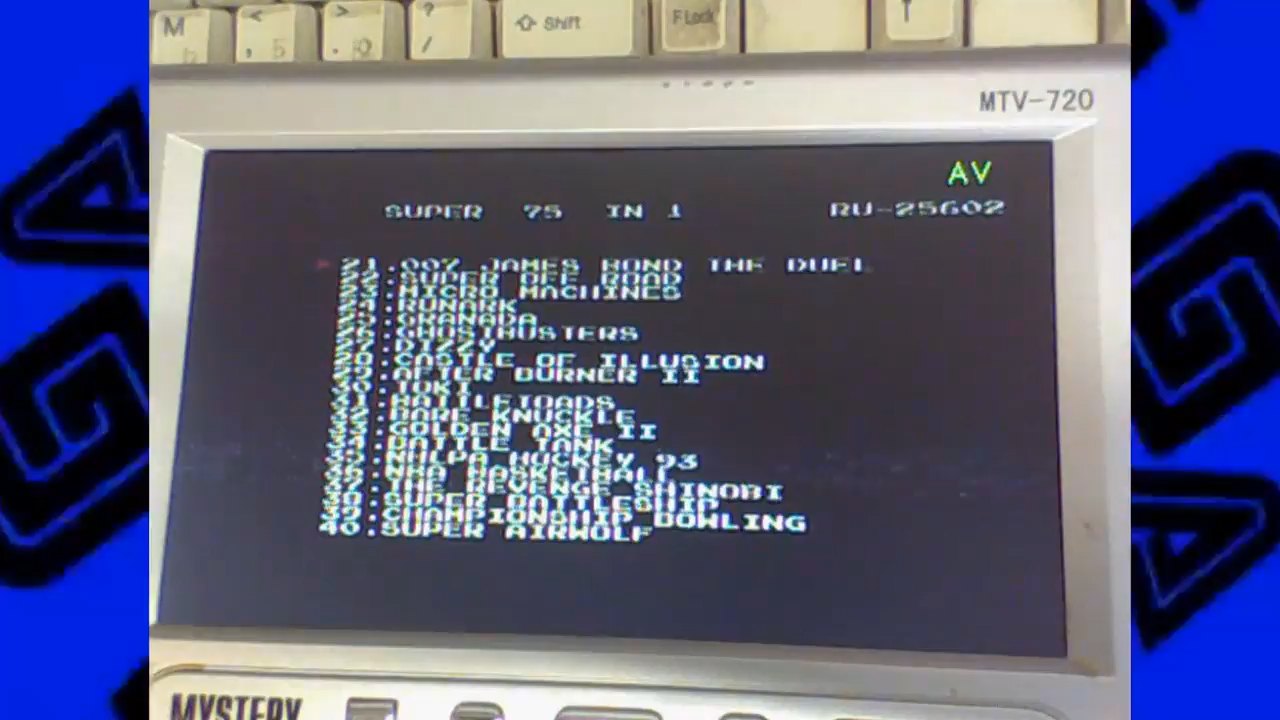 M < > ? ⇧ Shift F Lock
, Б . Ю /
MTV-720
AV
SUPER 75 IN 1 RU-25602
21.007 JAMES BOND THE DUEL
22.SUPER OFF ROAD
23.MICRO MACHINES
24.RUNARK
25.GRANADA
26.GHOSTBUSTERS
27.DIZZY
28.CASTLE OF ILLUSION
29.AFTER BURNER II
30.TOKI
31.BATTLETOADS
32.BARE KNUCKLE
33.GOLDEN AXE II
34.BATTLE TANK
35.NHLPA HOCKEY 93
36.NBA BASKETBALL
37.THE REVENGE SHINOBI
38.SUPER BATTLESHIP
39.CHAMPIONSHIP BOWLING
40.SUPER AIRWOLF
MYSTERY